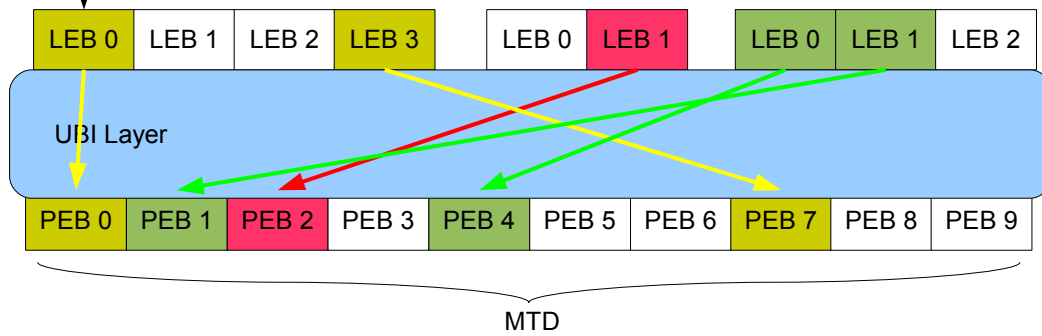 LEB 0 LEB 1 LEB 2 LEB 3 LEB 0 LEB 1 LEB 0 LEB 1 LEB 2
UBI Layer
PEB 0 PEB 1 PEB 2 PEB 3 PEB 4 PEB 5 PEB 6 PEB 7 PEB 8 PEB 9
MTD